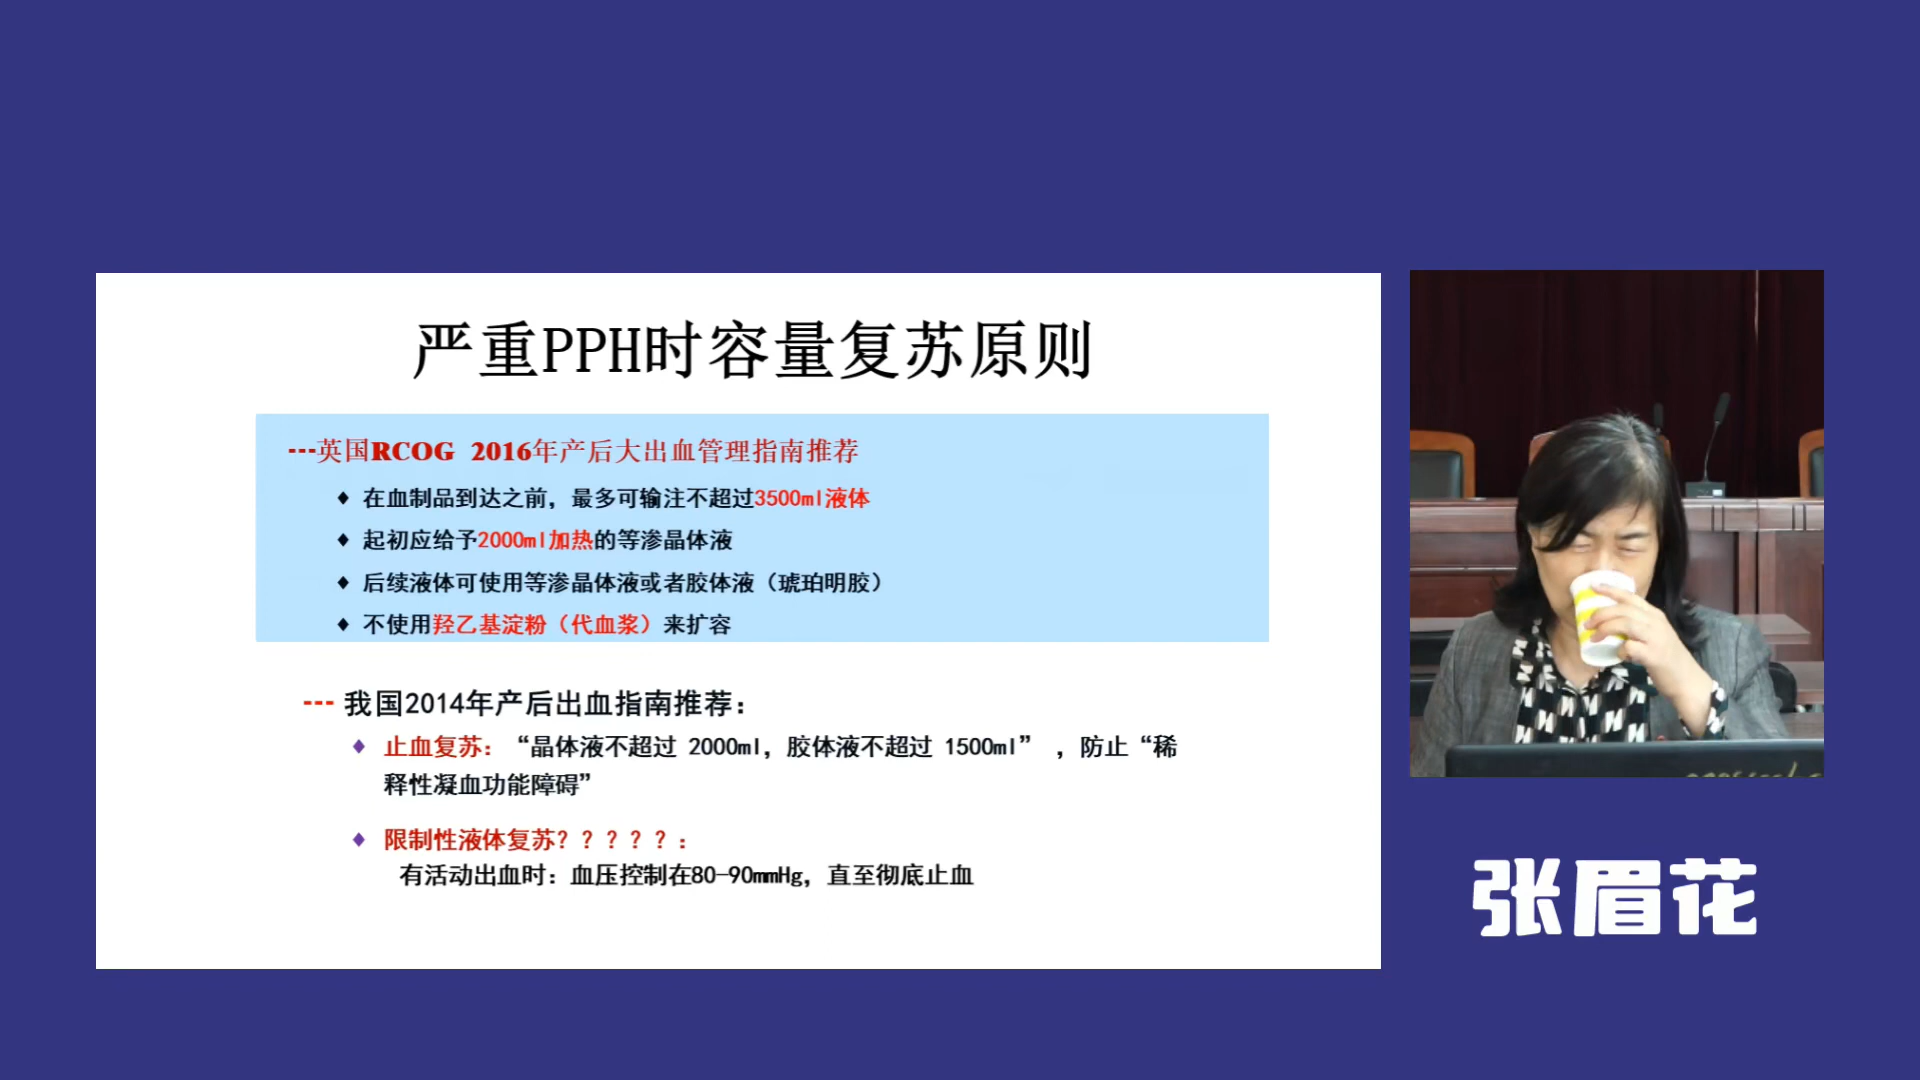 严重PPH时容量复苏原则
---英国RCOG 2016年产后大出血管理指南推荐
♦ 在血制品到达之前，最多可输注不超过3500ml液体
♦ 起初应给予2000ml加热的等渗晶体液
♦ 后续液体可使用等渗晶体液或者胶体液（琥珀明胶）
♦ 不使用羟乙基淀粉（代血浆）来扩容
--- 我国2014年产后出血指南推荐：
♦ 止血复苏：“晶体液不超过 2000ml，胶体液不超过 1500ml” ，防止“稀
释性凝血功能障碍”
♦ 限制性液体复苏？？？？？：
有活动出血时：血压控制在80-90mmHg，直至彻底止血
张眉花